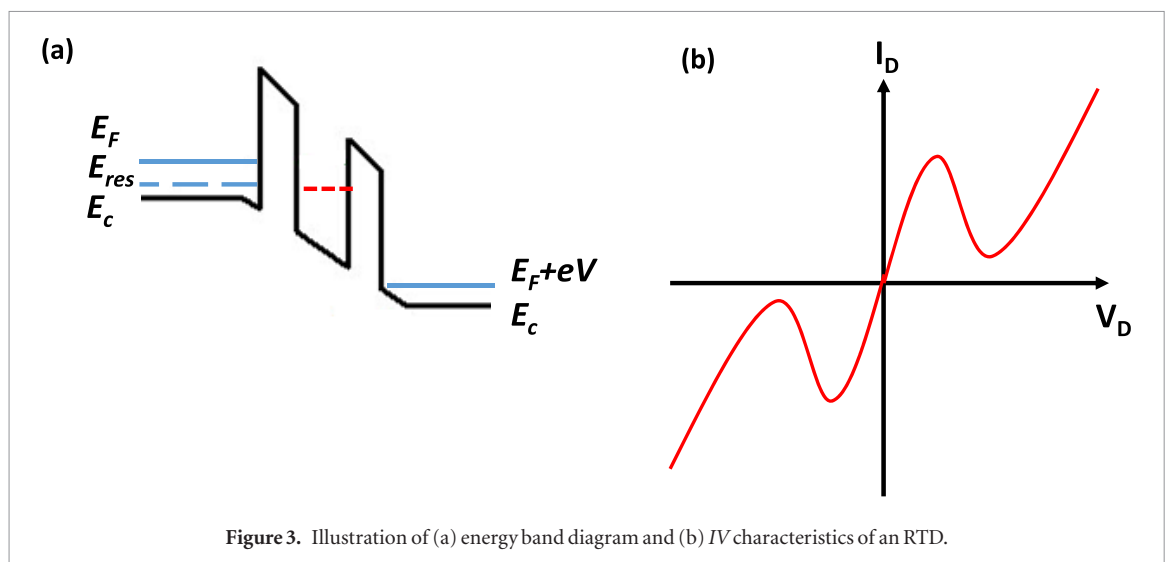 (a)
E_F
E_res
E_c
E_F+eV
E_c
(b)
I_D
V_D
Figure 3. Illustration of (a) energy band diagram and (b) IV characteristics of an RTD.